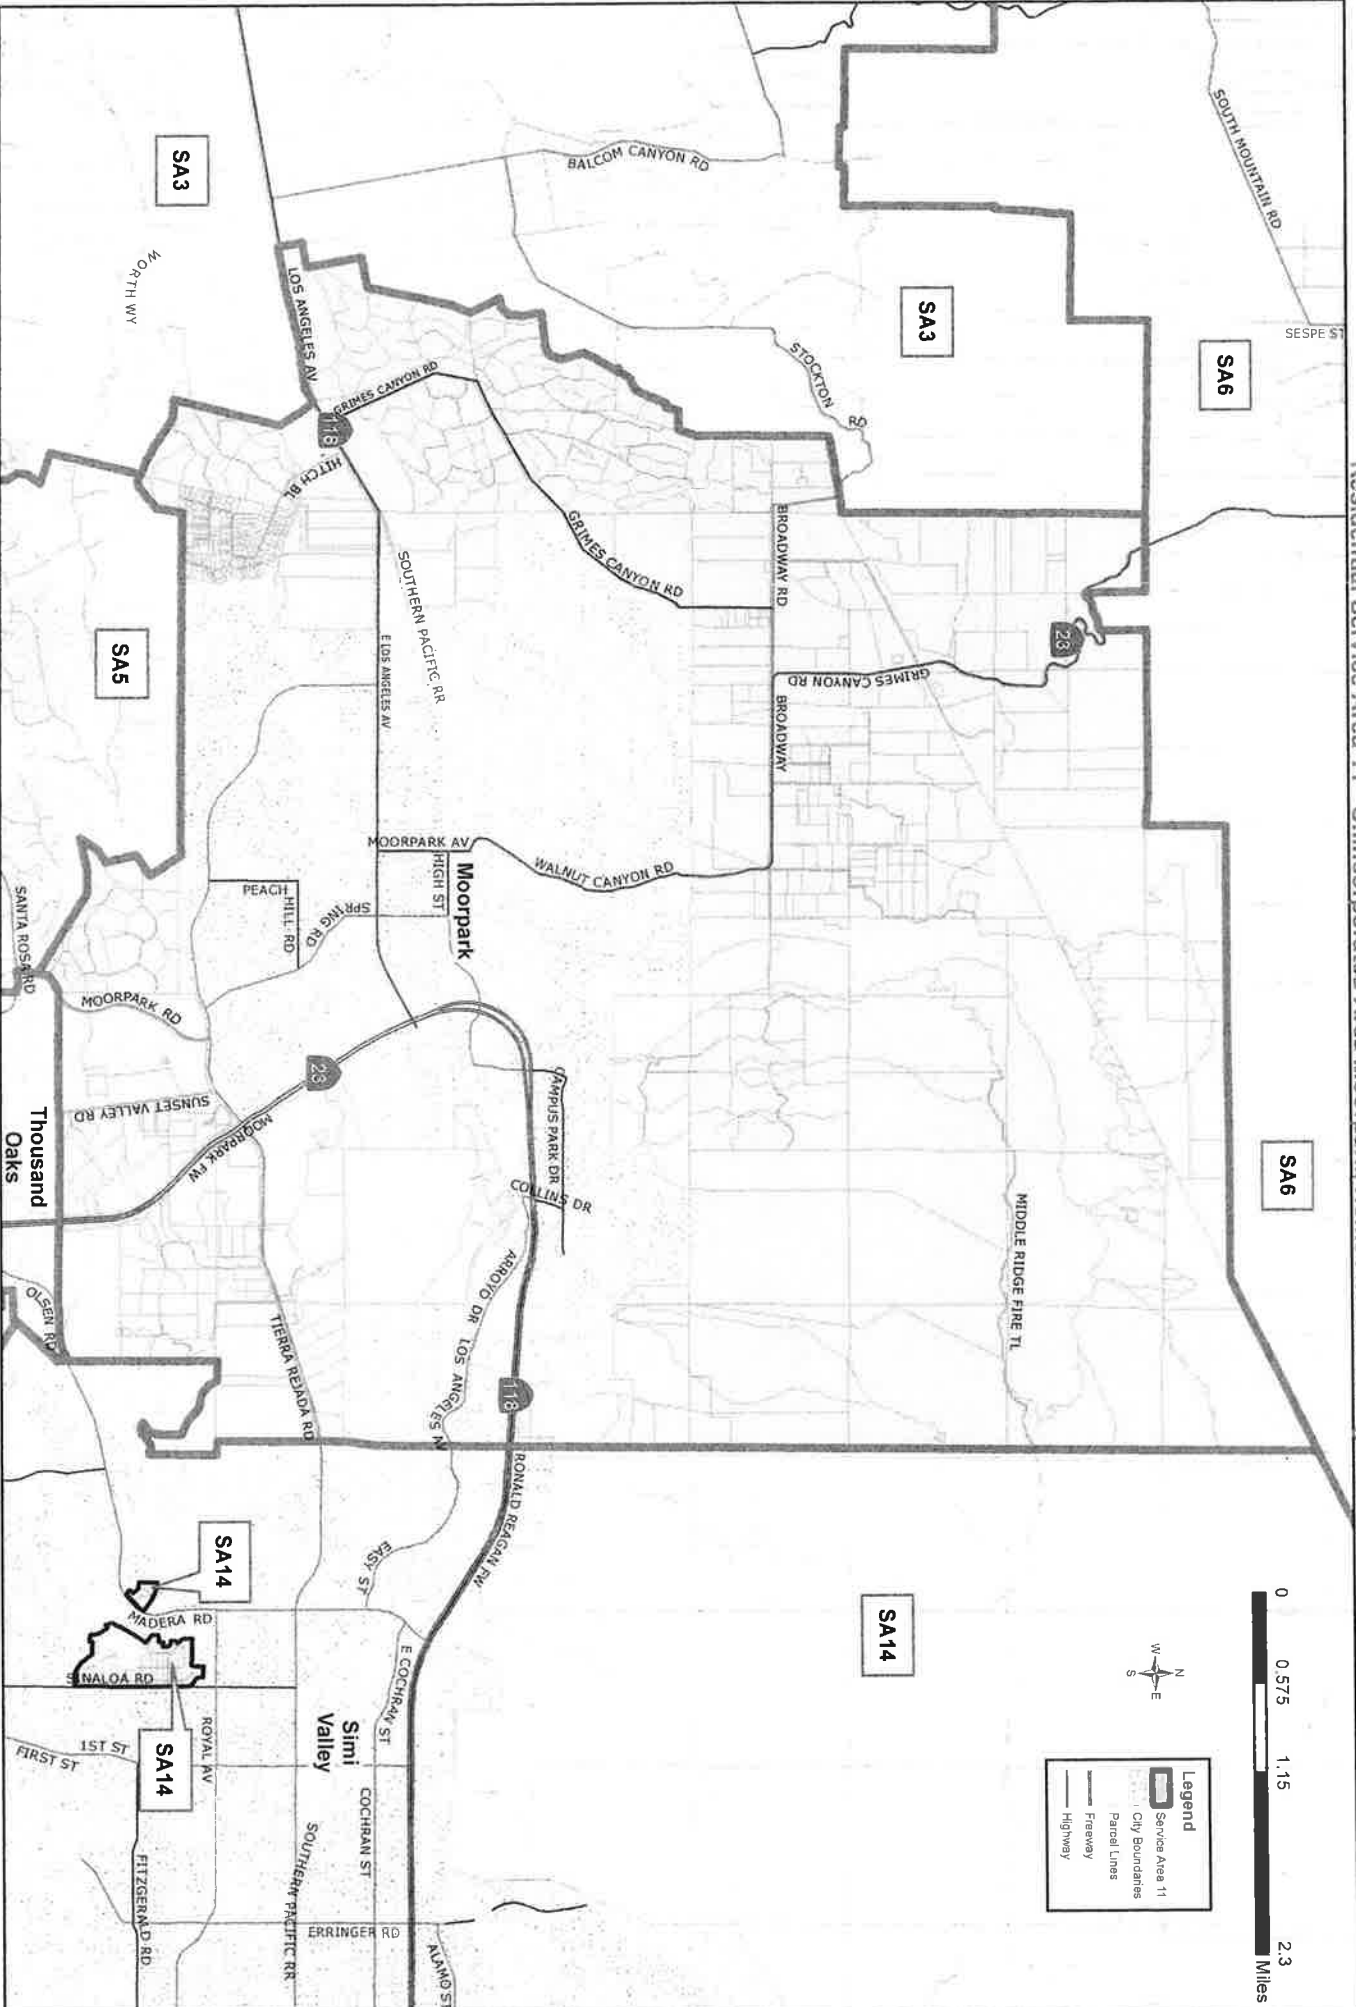 SOUTH MOUNTAIN RD
SESPE ST
SA6
SA3
BALCOM CANYON RD
STOCKTON
RD
SA3
WORTH WY
LOS ANGELES AV
GRIMES CANYON RD
118
HITCH BL
SOUTHERN PACIFIC RR
GRIMES CANYON RD
BROADWAY RD
23
GRIMES CANYON RD
BROADWAY
E LOS ANGELES AV
SA5
MOORPARK AV
HIGH ST
Moorpark
WALNUT CANYON RD
PEACH HILL RD
SPRING RD
SANTA ROSA RD
MOORPARK RD
23
SUNSET VALLEY RD
MOORPARK FW
Thousand
Oaks
CAMPUS PARK DR
COLLINS DR
MIDDLE RIDGE FIRE TL
SA6
ARROYO DR
LOS ANGELES AV
OLSEN RD
TIERRA REJADA RD
118
RONALD REAGAN FW
EASY ST
SA14
SA14
MADERA RD
SINALOA RD
E COCHRAN ST
Simi
Valley
ROYAL AV
SA14
1ST ST
FIRST ST
COCHRAN ST
SOUTHERN PACIFIC RR
FITZGERALD RD
ERRINGER RD
ALAMO ST
N
W
E
S
0 0.575 1.15 2.3
Miles
Legend
Service Area 11
City Boundaries
Parcel Lines
Freeway
Highway